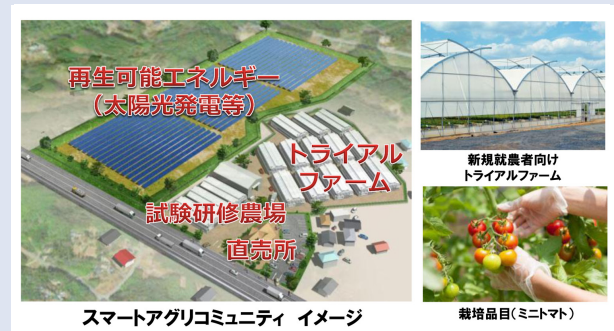 再生可能エネルギー
（太陽光発電等）
トライアル
ファーム
試験研修農場
直売所
スマートアグリコミュニティ イメージ
新規就農者向け
トライアルファーム
栽培品目（ミニトマト）